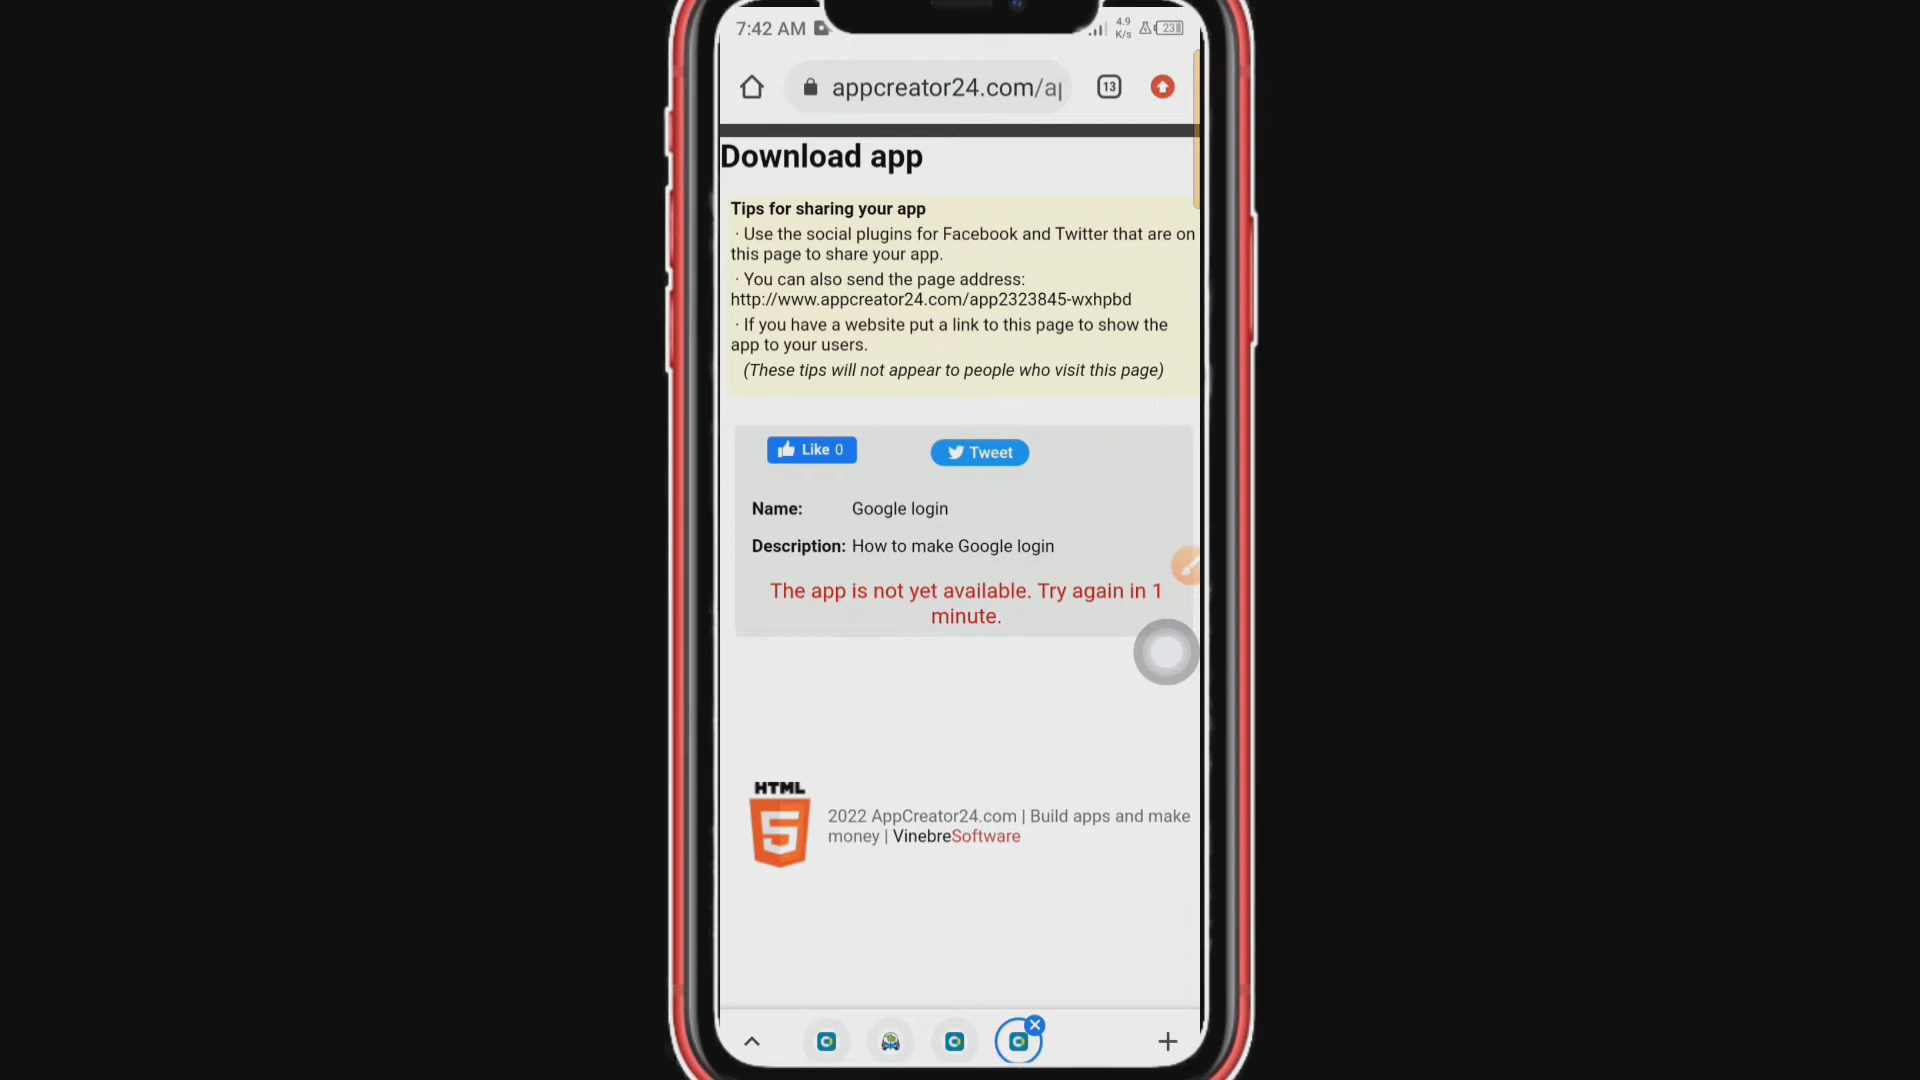 7:42 AM
4.9
K/s
23
appcreator24.com/a
13
Download app
Tips for sharing your app
· Use the social plugins for Facebook and Twitter that are on
this page to share your app.
· You can also send the page address:
http://www.appcreator24.com/app2323845-wxhpbd
· If you have a website put a link to this page to show the
app to your users.
(These tips will not appear to people who visit this page)
Like 0
Tweet
Name: Google login
Description: How to make Google login
The app is not yet available. Try again in 1
minute.
HTML
5
2022 AppCreator24.com | Build apps and make
money | VinebreSoftware